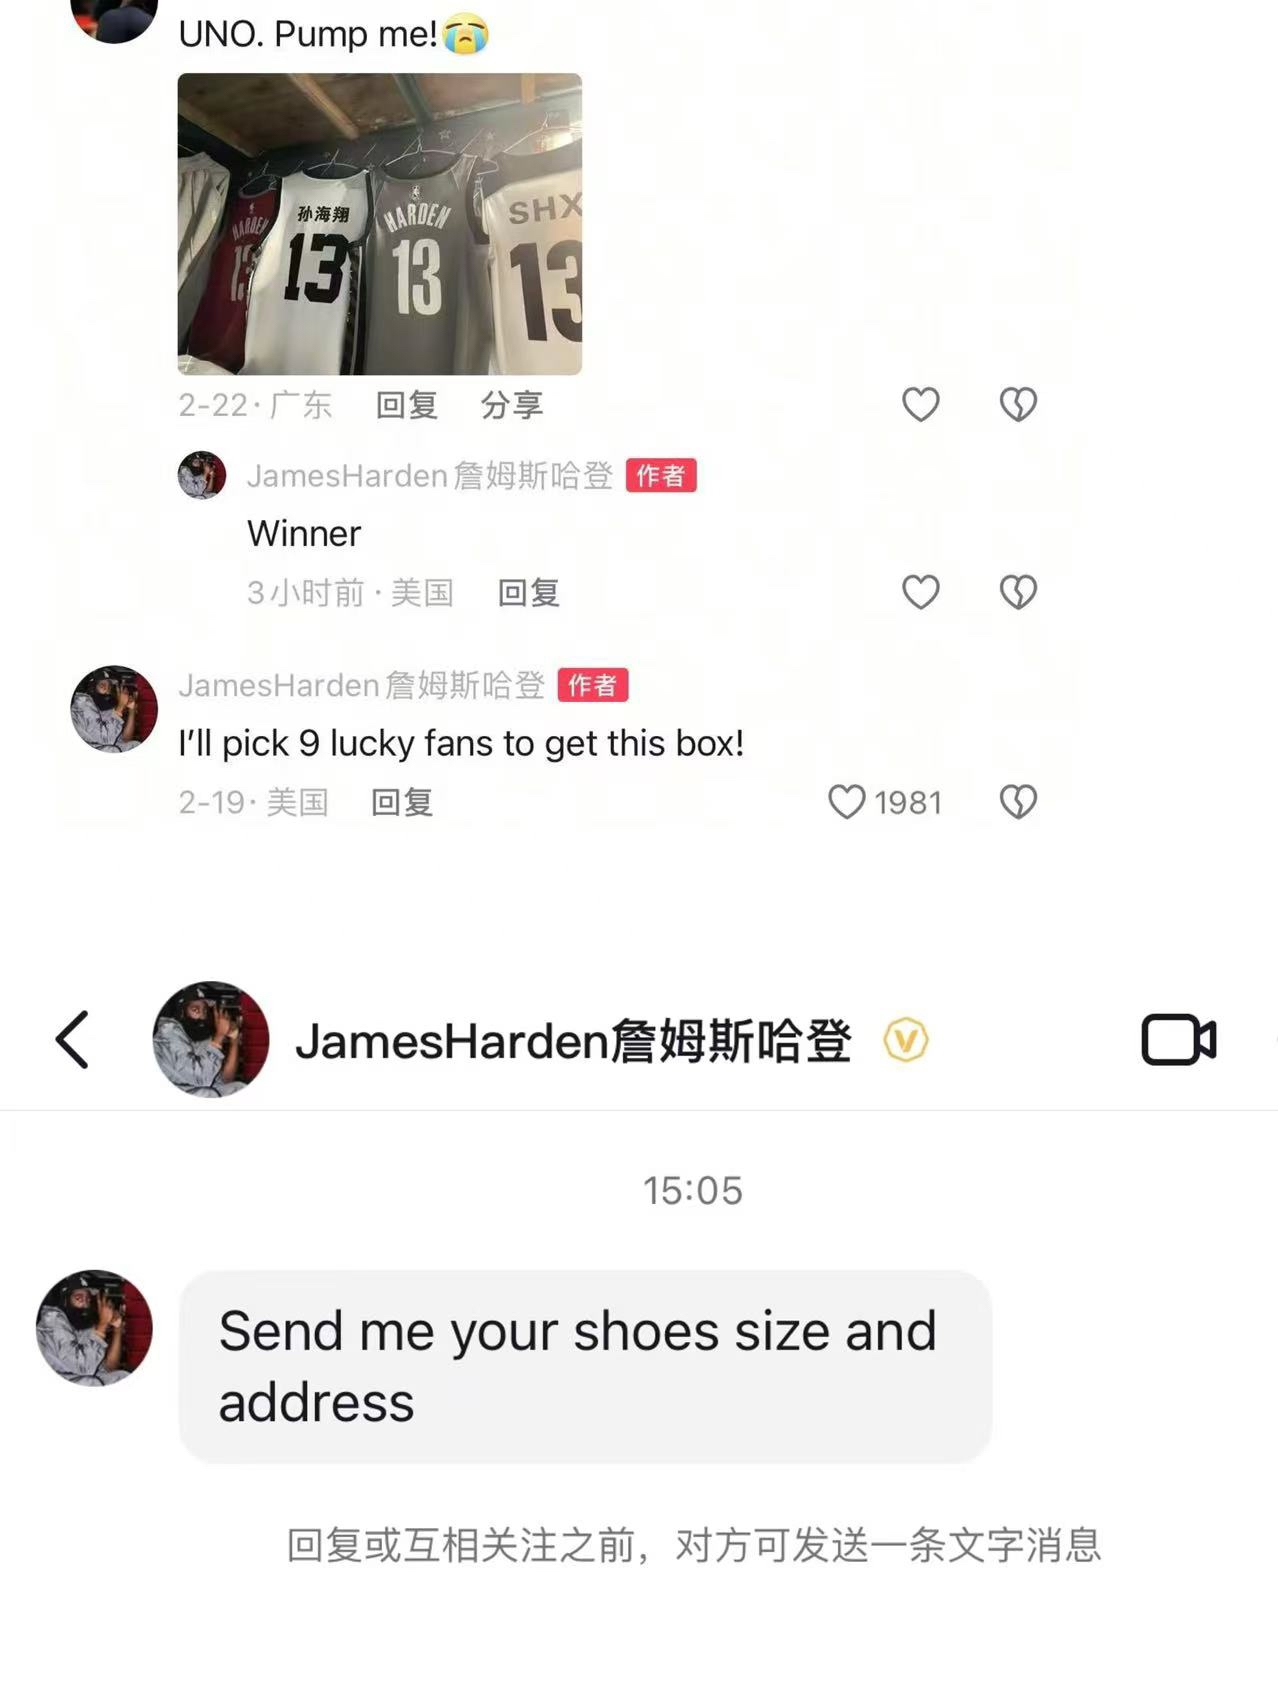 UNO. Pump me!😭
HARDEN
13
孙海翔
13
HARDEN
13
SHX
13
2-22 · 广东 回复 分享
JamesHarden詹姆斯哈登 作者
Winner
3小时前 · 美国 回复
JamesHarden詹姆斯哈登 作者
I’ll pick 9 lucky fans to get this box!
2-19 · 美国 回复 1981
JamesHarden詹姆斯哈登
15:05
Send me your shoes size and
address
回复或互相关注之前，对方可发送一条文字消息